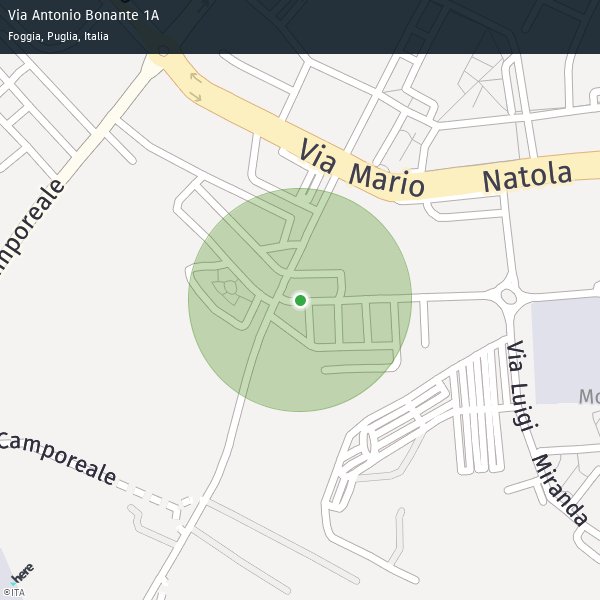 Via Antonio Bonante 1A
Foggia, Puglia, Italia
Via Mario Natola
mporeale
Via Luigi Miranda
Mo
Camporeale
here
©ITA